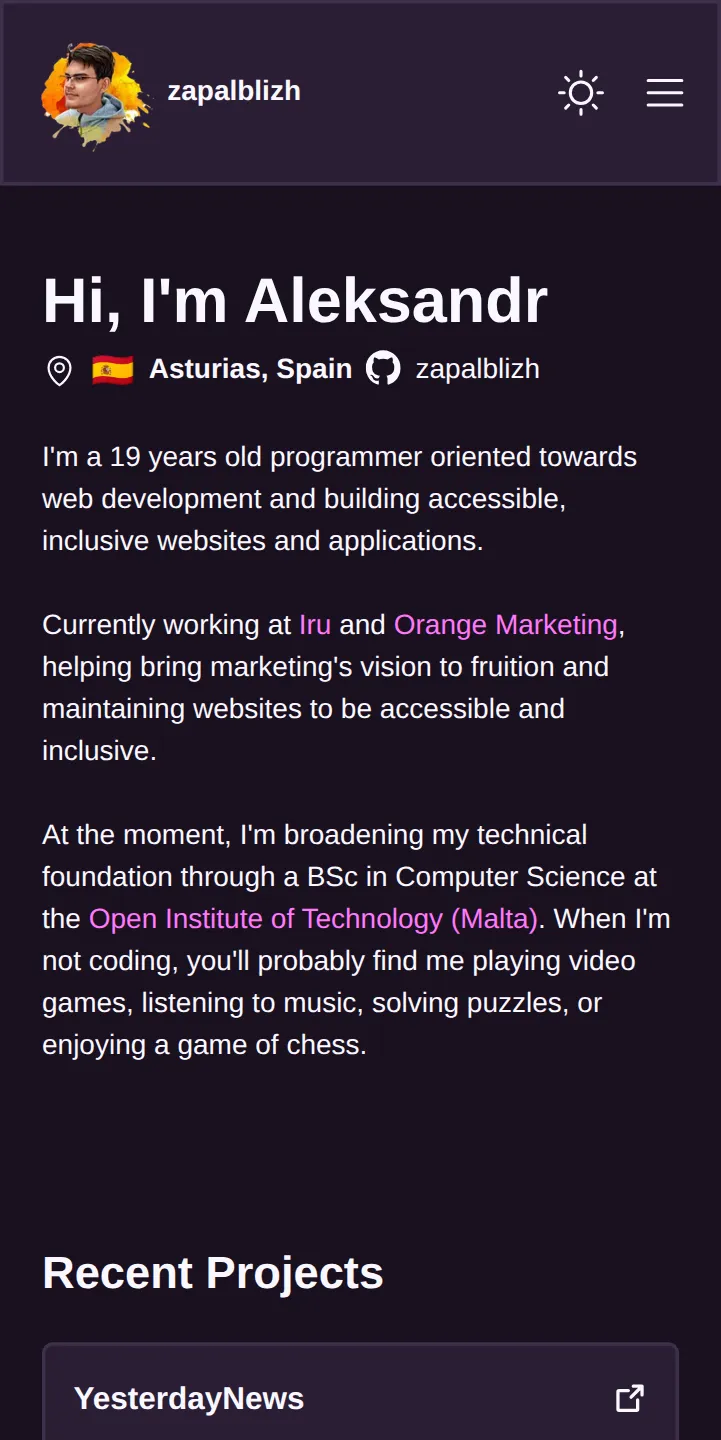 zapalblizh
Hi, I'm Aleksandr
🇪🇸 Asturias, Spain zapalblizh
I'm a 19 years old programmer oriented towards
web development and building accessible,
inclusive websites and applications.
Currently working at Iru and Orange Marketing,
helping bring marketing's vision to fruition and
maintaining websites to be accessible and
inclusive.
At the moment, I'm broadening my technical
foundation through a BSc in Computer Science at
the Open Institute of Technology (Malta). When I'm
not coding, you'll probably find me playing video
games, listening to music, solving puzzles, or
enjoying a game of chess.
Recent Projects
YesterdayNews